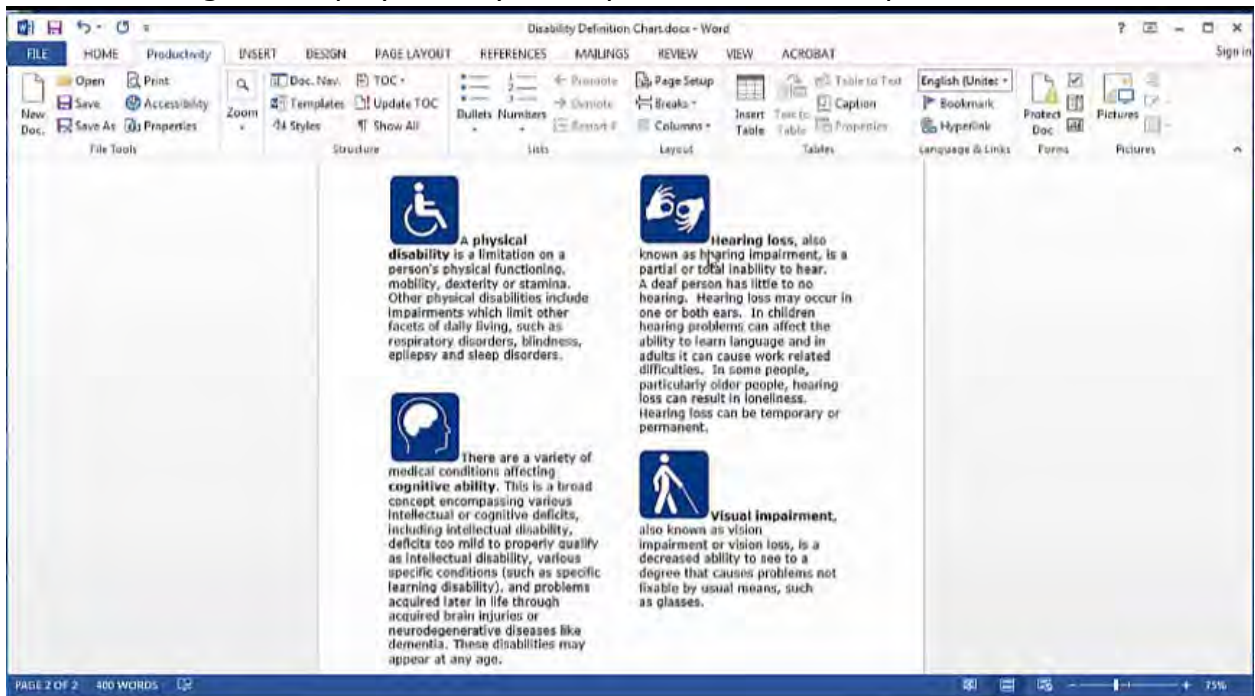 Disability Definition Chart.docx - Word
FILE HOME Productivity INSERT DESIGN PAGE LAYOUT REFERENCES MAILINGS REVIEW VIEW ACROBAT Sign in
New Doc.
Open
Save
Save As
Print
Accessibility
Properties
File Tools
Zoom
Doc. Nav.
Templates
Styles
TOC
Update TOC
Show All
Structure
Bullets Numbers
Promote
Demote
Restart #
Lists
Page Setup
Breaks
Columns
Layout
Insert Table
Text to Table
Table to Text
Caption
Properties
Tables
English (Unitec
Bookmark
Hyperlink
Language & Links
Protect Doc
Forms
Pictures
Pictures
A physical
disability is a limitation on a
person's physical functioning,
mobility, dexterity or stamina.
Other physical disabilities include
impairments which limit other
facets of daily living, such as
respiratory disorders, blindness,
epilepsy and sleep disorders.
There are a variety of
medical conditions affecting
cognitive ability. This is a broad
concept encompassing various
intellectual or cognitive deficits,
including intellectual disability,
deficits too mild to properly qualify
as intellectual disability, various
specific conditions (such as specific
learning disability), and problems
acquired later in life through
acquired brain injuries or
neurodegenerative diseases like
dementia. These disabilities may
appear at any age.
Hearing loss, also
known as hearing impairment, is a
partial or total inability to hear.
A deaf person has little to no
hearing. Hearing loss may occur in
one or both ears. In children
hearing problems can affect the
ability to learn language and in
adults it can cause work related
difficulties. In some people,
particularly older people, hearing
loss can result in loneliness.
Hearing loss can be temporary or
permanent.
Visual impairment,
also known as vision
impairment or vision loss, is a
decreased ability to see to a
degree that causes problems not
fixable by usual means, such
as glasses.
PAGE 2 OF 2 400 WORDS 75%